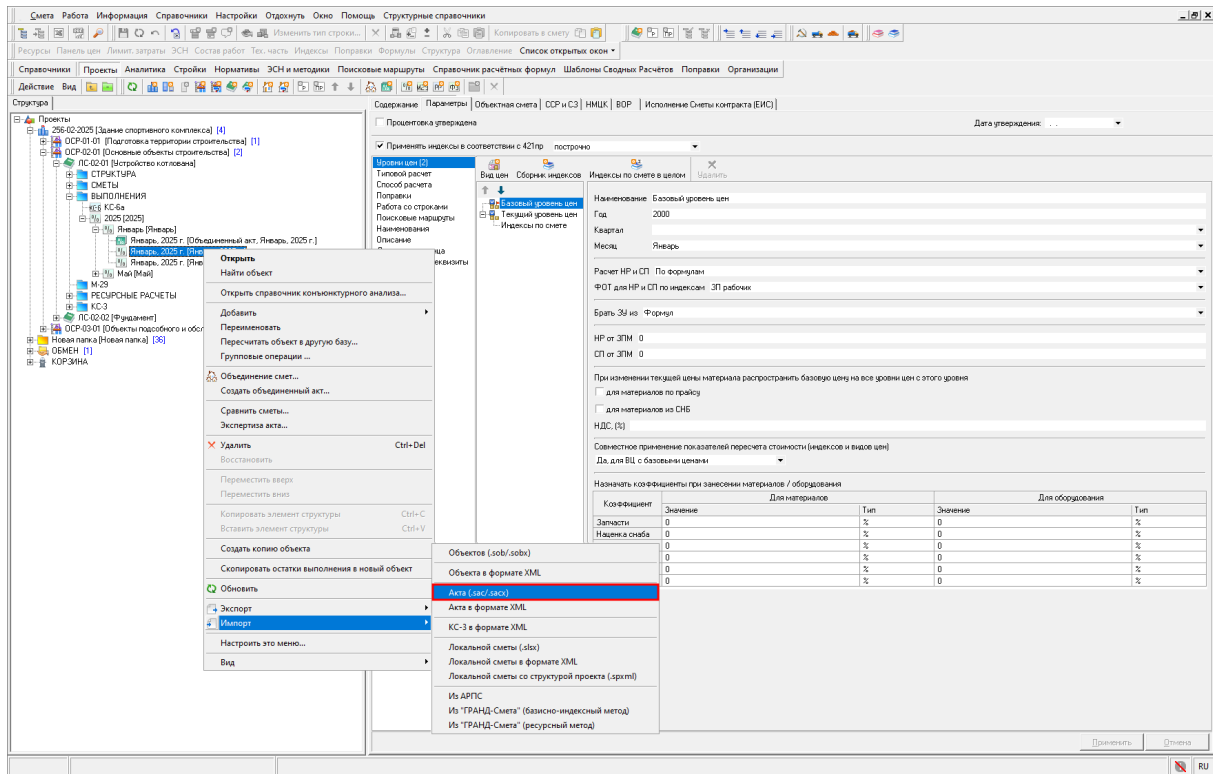 Смета Работа Информация Справочники Настройки Отдохнуть Окно Помощь Структурные справочники
Изменить тип строки... Копировать в смету
Ресурсы Панель цен Лимит. затраты ЭСН Состав работ Тех. часть Индексы Поправки Формулы Структура Оглавление Список открытых окон
Справочники Проекты Аналитика Стройки Нормативы ЭСН и методики Поисковые маршруты Справочник расчётных формул Шаблоны Сводных Расчётов Поправки Организации
Действие Вид
Структура
Проекты
256-02-2025 [Здание спортивного комплекса] [4]
ОСР-01-01 [Подготовка территории строительства] [1]
ОСР-02-01 [Основные объекты строительства] [2]
ЛС-02-01 [Устройство котлована]
СТРУКТУРА
СМЕТЫ
ВЫПОЛНЕНИЯ
КС-6а
2025 [2025]
Январь [Январь]
Январь, 2025 г. [Объединенный акт, Январь, 2025 г.]
Январь, 2025 г.
Январь, 2025 г.
Май [Май]
М-29
РЕСУРСНЫЕ РАСЧЕТЫ
КС-3
ЛС-02-02 [Фундамент]
ОСР-03-01
Новая папка [Новая папка] [36]
ОБМЕН [1]
КОРЗИНА
Открыть
Найти объект
Открыть справочник конъюнктурного анализа...
Добавить
Переименовать
Пересчитать объект в другую базу...
Групповые операции ...
Объединение смет...
Создать объединенный акт...
Сравнить сметы...
Экспертиза акта...
Удалить Ctrl+Del
Восстановить
Переместить вверх
Переместить вниз
Копировать элемент структуры Ctrl+C
Вставить элемент структуры Ctrl+V
Создать копию объекта
Скопировать остатки выполнения в новый объект
Обновить
Экспорт
Импорт
Настроить это меню...
Вид
Объектов (.sob/.sobx)
Объекта в формате XML
Акта (.sac/.sacx)
Акта в формате XML
КС-3 в формате XML
Локальной сметы (.slsx)
Локальной сметы в формате XML
Локальной сметы со структурой проекта (.spxml)
Из АРПС
Из "ГРАНД-Смета" (базисно-индексный метод)
Из "ГРАНД-Смета" (ресурсный метод)
Содержание Параметры Объектная смета ССР и СЗ НМЦК ВОР Исполнение Сметы контракта (ЕИС)
Процентовка утверждена Дата утверждения: . .
Применять индексы в соответствии с 421пр построчно
Уровни цен (2)
Типовой расчет
Способ расчета
Поправки
Работа со строками
Поисковые маршруты
Наименования
Описание
Вид цен Сборник индексов Индексы по смете в целом Удалить
Базовый уровень цен
Текущий уровень цен
Индексы по смете
Наименование Базовый уровень цен
Год 2000
Квартал
Месяц Январь
Расчет НР и СП По формулам
ФОТ для НР и СП по индексам ЗП рабочих
Брать ЗУ из Формул
НР от ЗПМ 0
СП от ЗПМ 0
При изменении текущей цены материала распространить базовую цену на все уровни цен с этого уровня
для материалов по прайсу
для материалов из СНБ
НДС, (%)
Совместное применение показателей пересчета стоимости (индексов и видов цен)
Да, для ВЦ с базовыми ценами
Назначать коэффициенты при занесении материалов / оборудования
Коэффициент Для материалов Для оборудования
Значение Тип Значение Тип
Запчасти 0 % 0 %
Наценка снаба 0 % 0 %
0 % 0 %
0 % 0 %
0 % 0 %
0 % 0 %
Применить Отмена
RU